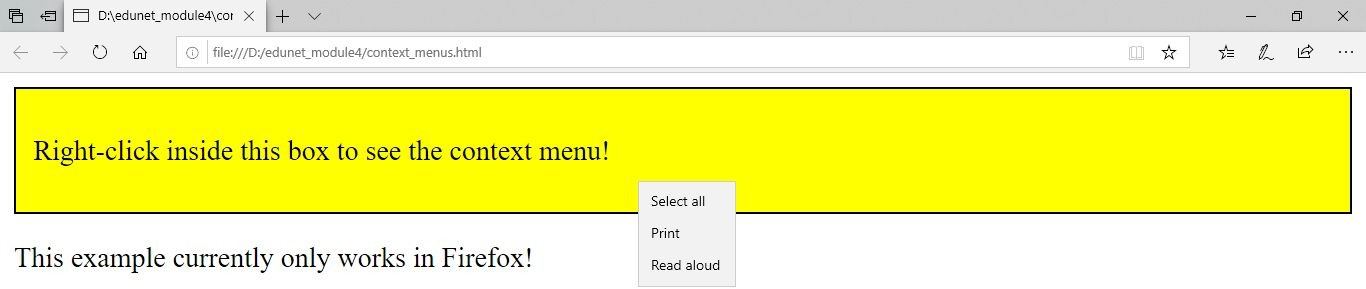 D:\edunet_module4\cor
file:///D:/edunet_module4/context_menus.html
Right-click inside this box to see the context menu!
Select all
Print
Read aloud
This example currently only works in Firefox!